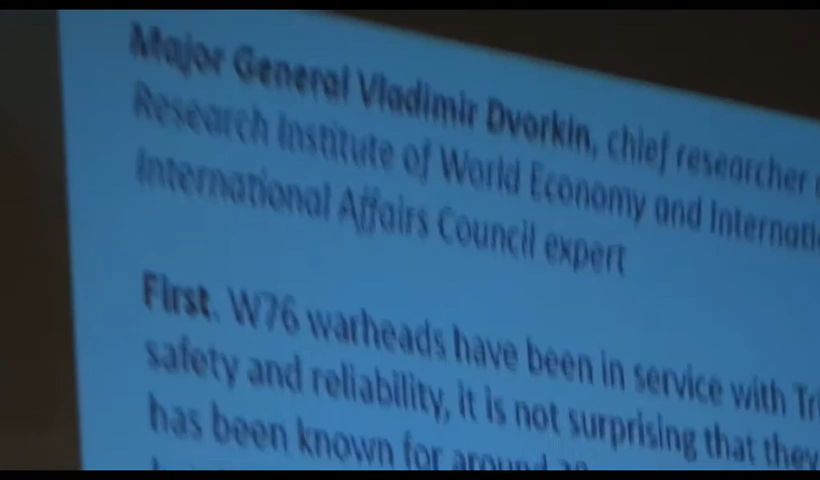 Major General Vladimir Dvorkin, chief researcher
Research Institute of World Economy and Internati
International Affairs Council expert
First. W76 warheads have been in service with Tri
safety and reliability, it is not surprising that they
has been known for around